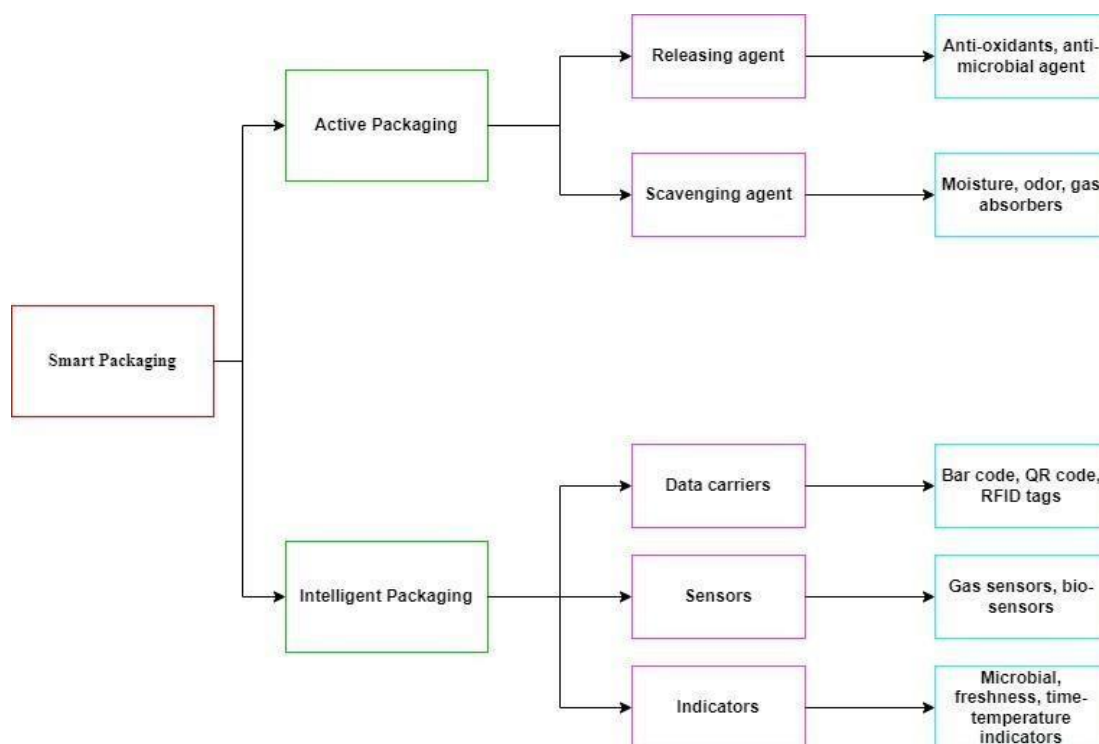 Releasing agent
Anti-oxidants, anti-
microbial agent
Active Packaging
Scavenging agent
Moisture, odor, gas
absorbers
Smart Packaging
Data carriers
Bar code, QR code,
RFID tags
Intelligent Packaging
Sensors
Gas sensors, bio-
sensors
Indicators
Microbial,
freshness, time-
temperature
indicators